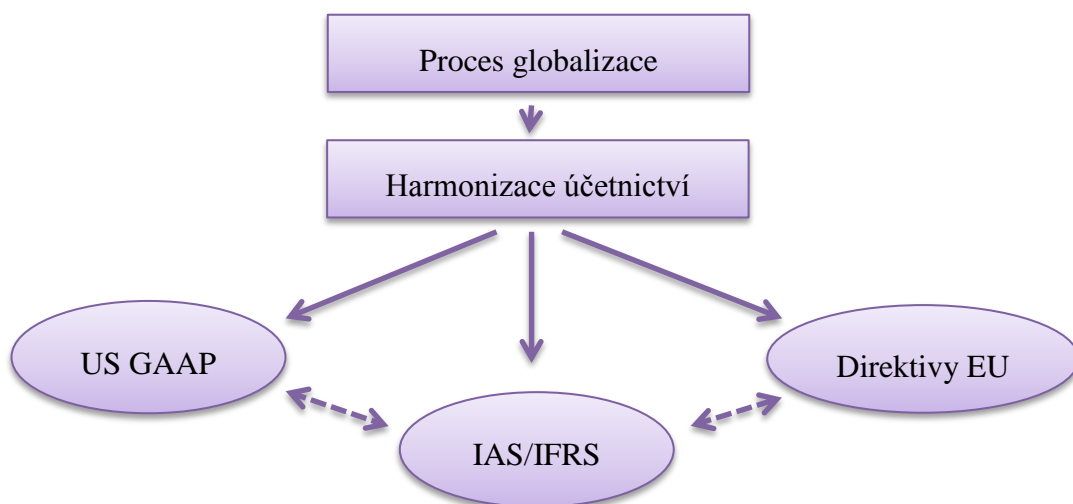 Proces globalizace
Harmonizace účetnictví
US GAAP
Direktivy EU
IAS/IFRS